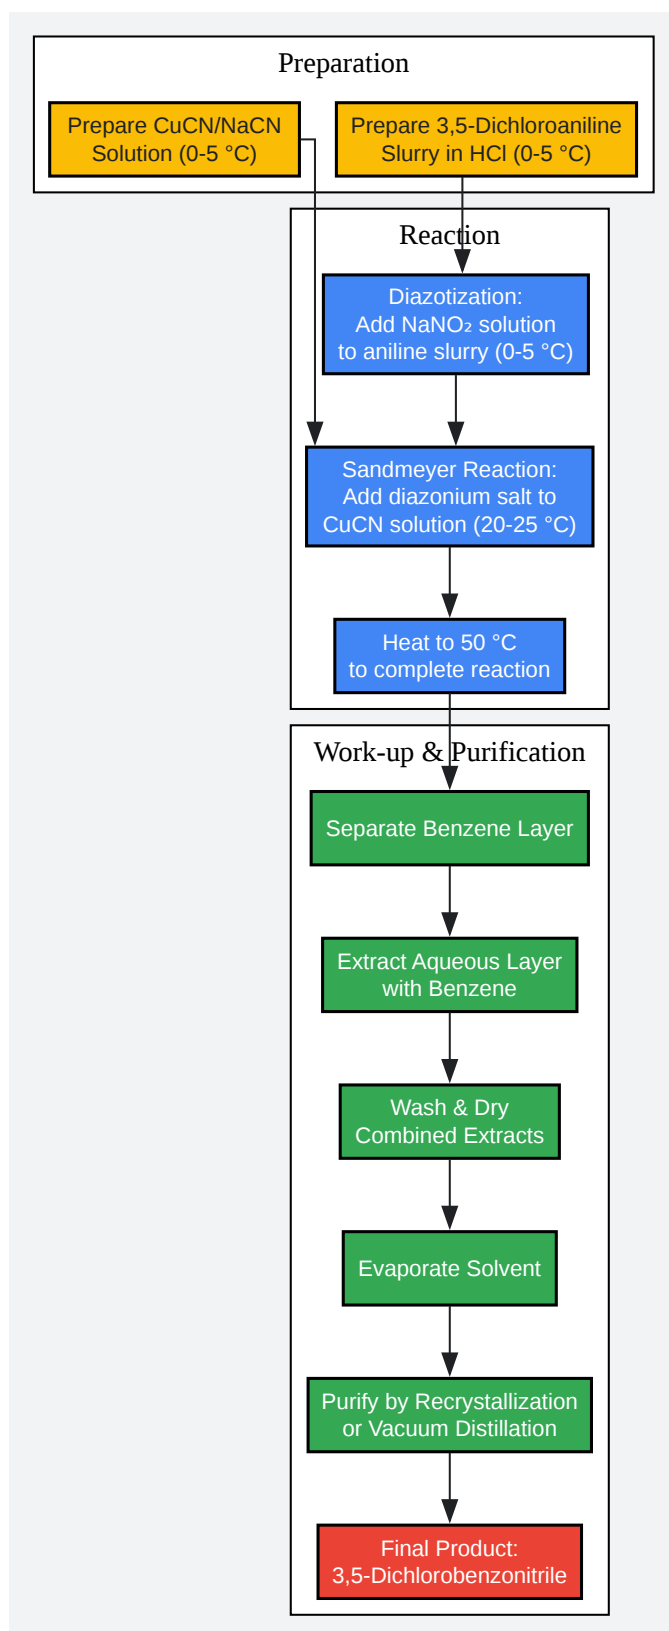 Preparation
Prepare CuCN/NaCN
Solution (0-5 °C)
Prepare 3,5-Dichloroaniline
Slurry in HCl (0-5 °C)
Reaction
Diazotization:
Add NaNO₂ solution
to aniline slurry (0-5 °C)
Sandmeyer Reaction:
Add diazonium salt to
CuCN solution (20-25 °C)
Heat to 50 °C
to complete reaction
Work-up & Purification
Separate Benzene Layer
Extract Aqueous Layer
with Benzene
Wash & Dry
Combined Extracts
Evaporate Solvent
Purify by Recrystallization
or Vacuum Distillation
Final Product:
3,5-Dichlorobenzonitrile